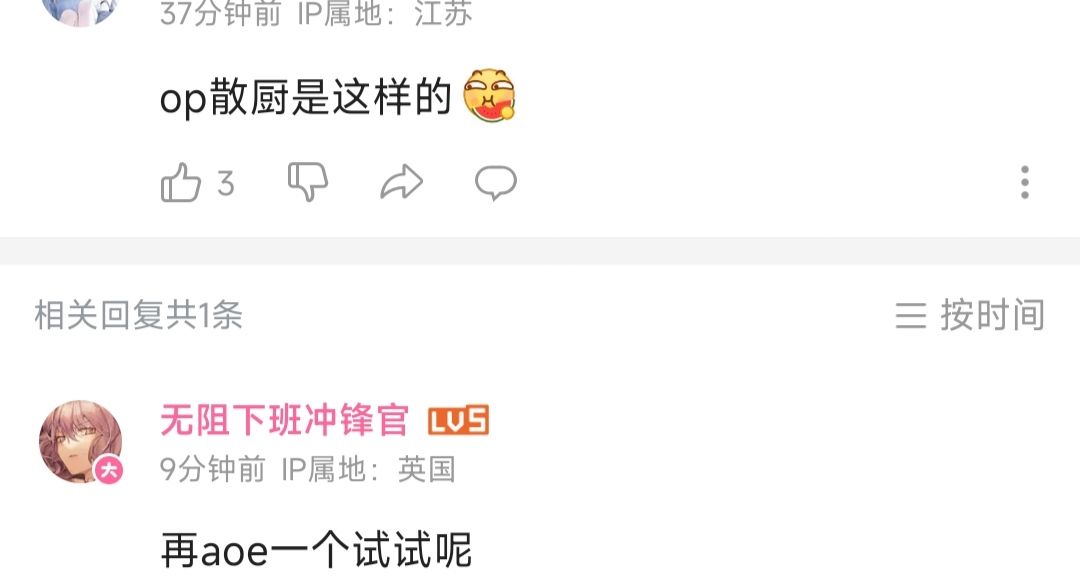 37分钟前 IP属地：江苏
op散厨是这样的
3
相关回复共1条
按时间
无阻下班冲锋官 LV5
大
9分钟前 IP属地：英国
再aoe一个试试呢